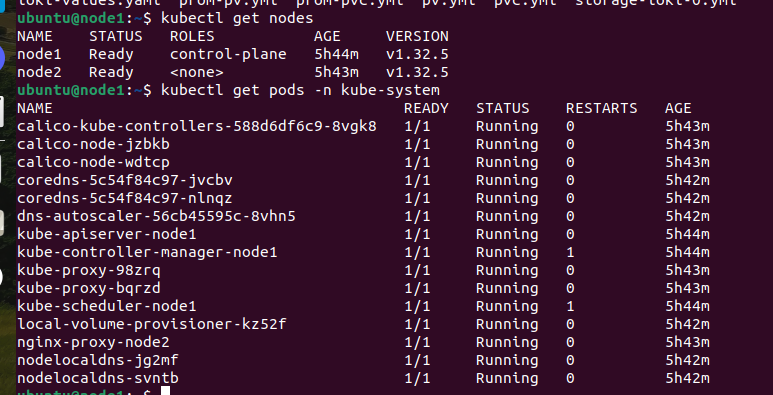 loki-values.yaml  prom-pv.yml  prom-pvc.yml  pv.yml  pvc.yml  storage-loki-0.yml
ubuntu@node1:~$ kubectl get nodes
NAME    STATUS   ROLES           AGE     VERSION
node1   Ready    control-plane   5h44m   v1.32.5
node2   Ready    <none>          5h43m   v1.32.5
ubuntu@node1:~$ kubectl get pods -n kube-system
NAME                                       READY   STATUS    RESTARTS   AGE
calico-kube-controllers-588d6df6c9-8vgk8   1/1     Running   0          5h43m
calico-node-jzbkb                          1/1     Running   0          5h43m
calico-node-wdtcp                          1/1     Running   0          5h43m
coredns-5c54f84c97-jvcbv                   1/1     Running   0          5h42m
coredns-5c54f84c97-nlnqz                   1/1     Running   0          5h42m
dns-autoscaler-56cb45595c-8vhn5            1/1     Running   0          5h42m
kube-apiserver-node1                       1/1     Running   0          5h44m
kube-controller-manager-node1              1/1     Running   1          5h44m
kube-proxy-98zrq                           1/1     Running   0          5h43m
kube-proxy-bqrzd                           1/1     Running   0          5h43m
kube-scheduler-node1                       1/1     Running   1          5h44m
local-volume-provisioner-kz52f             1/1     Running   0          5h42m
nginx-proxy-node2                          1/1     Running   0          5h43m
nodelocaldns-jg2mf                         1/1     Running   0          5h42m
nodelocaldns-svntb                         1/1     Running   0          5h42m
ubuntu@node1:~$